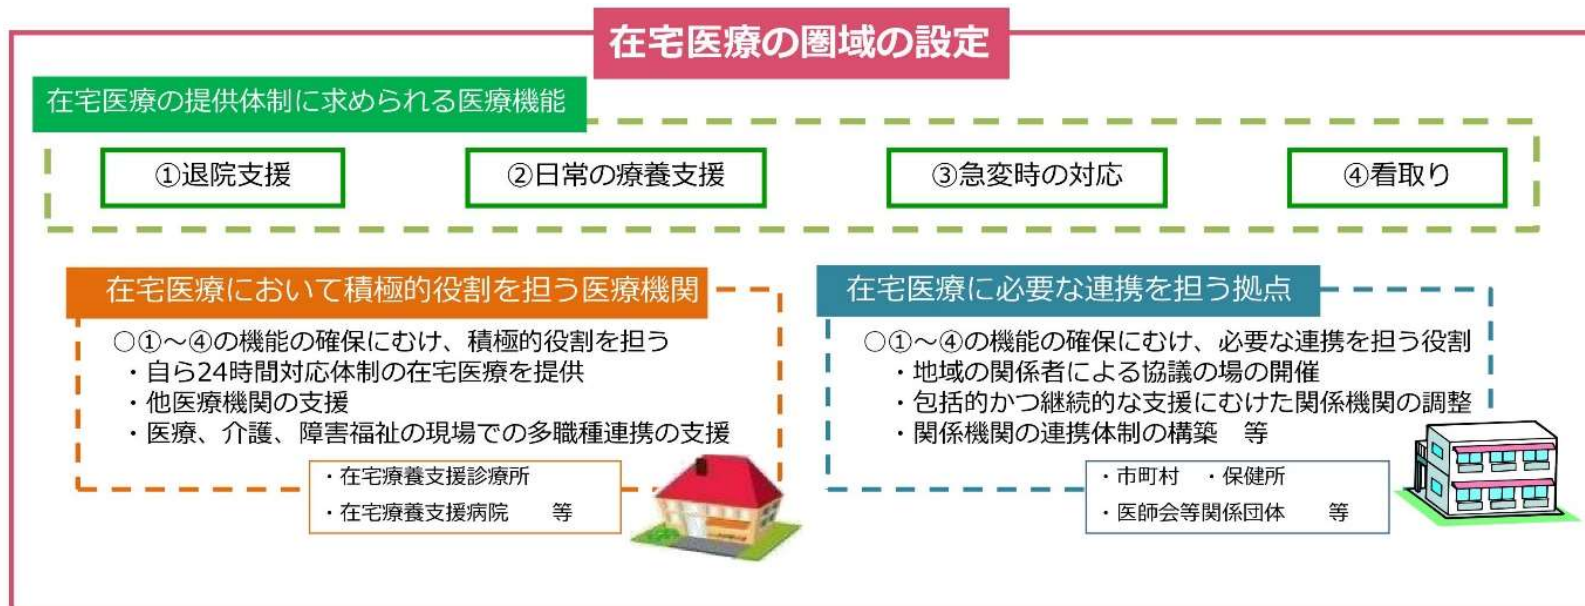 在宅医療の圏域の設定
在宅医療の提供体制に求められる医療機能
①退院支援
②日常の療養支援
③急変時の対応
④看取り
在宅医療において積極的役割を担う医療機関
○①～④の機能の確保にむけ、積極的役割を担う
・自ら24時間対応体制の在宅医療を提供
・他医療機関の支援
・医療、介護、障害福祉の現場での多職種連携の支援
・在宅療養支援診療所
・在宅療養支援病院　　等
在宅医療に必要な連携を担う拠点
○①～④の機能の確保にむけ、必要な連携を担う役割
・地域の関係者による協議の場の開催
・包括的かつ継続的な支援にむけた関係機関の調整
・関係機関の連携体制の構築　等
・市町村　・保健所
・医師会等関係団体　　等